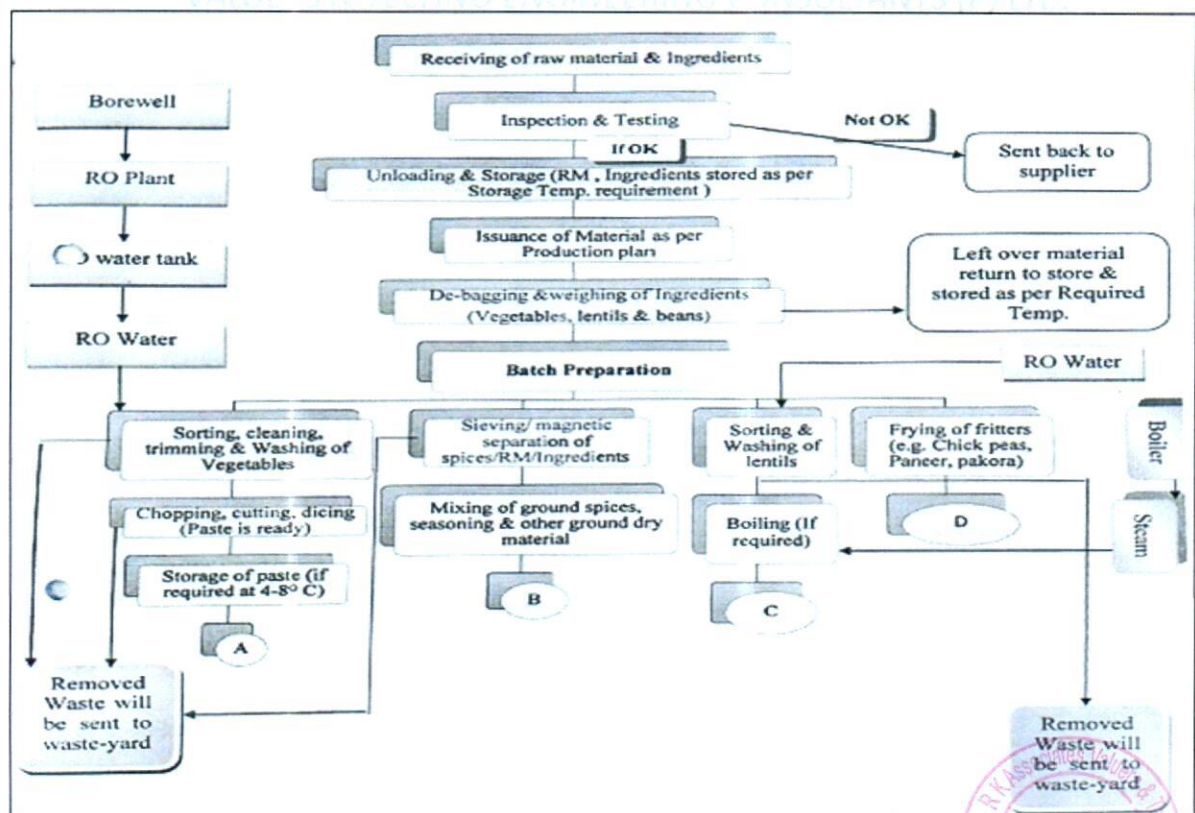 Receiving of raw material & Ingredients
Borewell
Inspection & Testing
Not OK
If OK
Sent back to
supplier
RO Plant
Unloading & Storage (RM , Ingredients stored as per
Storage Temp. requirement )
Issuance of Material as per
Production plan
water tank
Left over material
return to store &
stored as per Required
Temp.
De-bagging &weighing of Ingredients
(Vegetables, lentils & beans)
RO Water
Batch Preparation
RO Water
Sorting, cleaning,
trimming & Washing of
Vegetables
Sieving/ magnetic
separation of
spices/RM/Ingredients
Sorting &
Washing of
lentils
Frying of fritters
(e.g. Chick peas,
Paneer, pakora)
Boiler
Steam
Chopping, cutting, dicing
(Paste is ready)
Mixing of ground spices,
seasoning & other ground dry
material
Boiling (If
required)
D
Storage of paste (if
required at 4-8° C)
B
C
A
Removed
Waste will
be sent to
waste-yard
Removed
Waste will
be sent to
waste-yard
RK Associates Valuers &